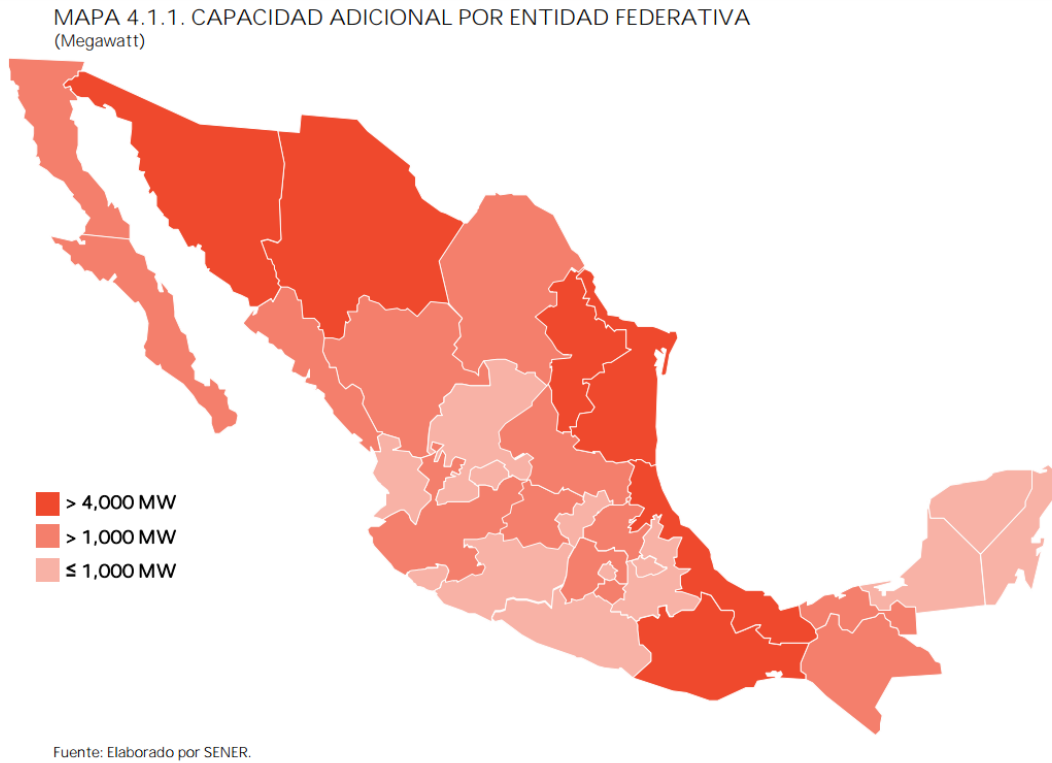 MAPA 4.1.1. CAPACIDAD ADICIONAL POR ENTIDAD FEDERATIVA
(Megawatt)
> 4,000 MW
> 1,000 MW
≤ 1,000 MW
Fuente: Elaborado por SENER.